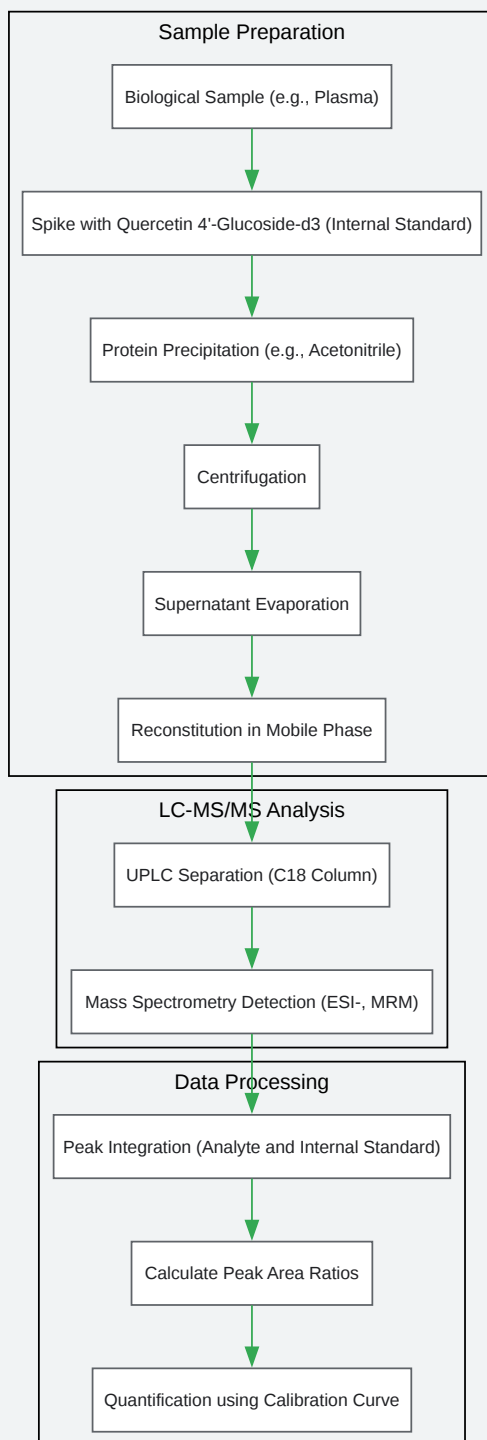 Sample Preparation
Biological Sample (e.g., Plasma)
Spike with Quercetin 4'-Glucoside-d3 (Internal Standard)
Protein Precipitation (e.g., Acetonitrile)
Centrifugation
Supernatant Evaporation
Reconstitution in Mobile Phase
LC-MS/MS Analysis
UPLC Separation (C18 Column)
Mass Spectrometry Detection (ESI-, MRM)
Data Processing
Peak Integration (Analyte and Internal Standard)
Calculate Peak Area Ratios
Quantification using Calibration Curve